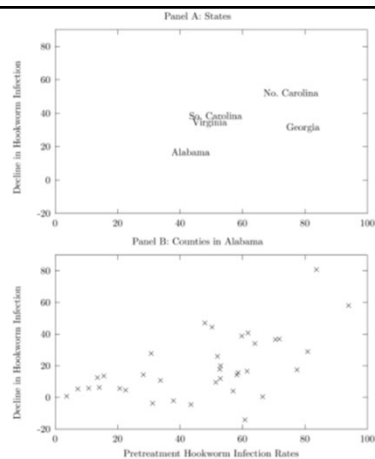 Panel A: States
Decline in Hookworm Infection
80
60
40
20
0
-20
No. Carolina
So. Carolina
Virginia
Georgia
Alabama
0 20 40 60 80 100
Panel B: Counties in Alabama
Decline in Hookworm Infection
80
60
40
20
0
-20
0 20 40 60 80 100
Pretreatment Hookworm Infection Rates